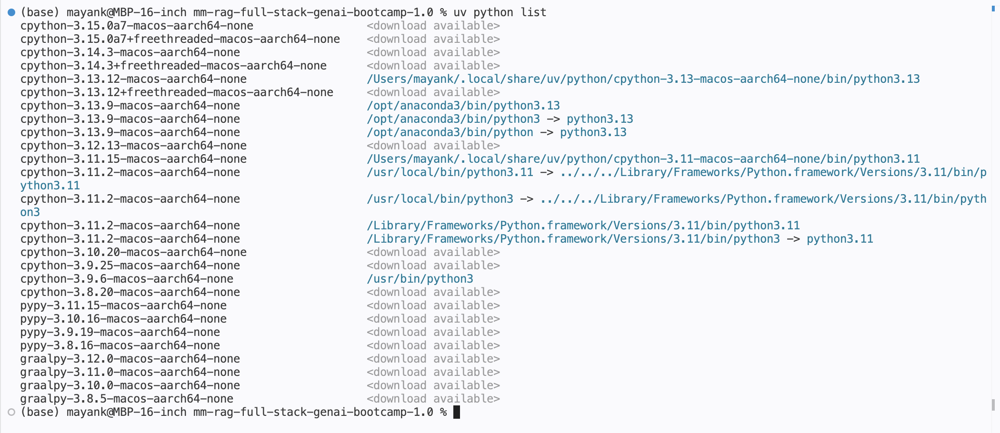 (base) mayank@MBP-16-inch mm-rag-full-stack-genai-bootcamp-1.0 % uv python list
cpython-3.15.0a7-macos-aarch64-none                 <download available>
cpython-3.15.0a7+freethreaded-macos-aarch64-none    <download available>
cpython-3.14.3-macos-aarch64-none                   <download available>
cpython-3.14.3+freethreaded-macos-aarch64-none      <download available>
cpython-3.13.12-macos-aarch64-none                  /Users/mayank/.local/share/uv/python/cpython-3.13-macos-aarch64-none/bin/python3.13
cpython-3.13.12+freethreaded-macos-aarch64-none     <download available>
cpython-3.13.9-macos-aarch64-none                   /opt/anaconda3/bin/python3.13
cpython-3.13.9-macos-aarch64-none                   /opt/anaconda3/bin/python3 -> python3.13
cpython-3.13.9-macos-aarch64-none                   /opt/anaconda3/bin/python -> python3.13
cpython-3.12.13-macos-aarch64-none                  <download available>
cpython-3.11.15-macos-aarch64-none                  /Users/mayank/.local/share/uv/python/cpython-3.11-macos-aarch64-none/bin/python3.11
cpython-3.11.2-macos-aarch64-none                   /usr/local/bin/python3.11 -> ../../../Library/Frameworks/Python.framework/Versions/3.11/bin/p
ython3.11
cpython-3.11.2-macos-aarch64-none                   /usr/local/bin/python3 -> ../../../Library/Frameworks/Python.framework/Versions/3.11/bin/pyth
on3
cpython-3.11.2-macos-aarch64-none                   /Library/Frameworks/Python.framework/Versions/3.11/bin/python3.11
cpython-3.11.2-macos-aarch64-none                   /Library/Frameworks/Python.framework/Versions/3.11/bin/python3 -> python3.11
cpython-3.10.20-macos-aarch64-none                  <download available>
cpython-3.9.25-macos-aarch64-none                   <download available>
cpython-3.9.6-macos-aarch64-none                    /usr/bin/python3
cpython-3.8.20-macos-aarch64-none                   <download available>
pypy-3.11.15-macos-aarch64-none                     <download available>
pypy-3.10.16-macos-aarch64-none                     <download available>
pypy-3.9.19-macos-aarch64-none                      <download available>
pypy-3.8.16-macos-aarch64-none                      <download available>
graalpy-3.12.0-macos-aarch64-none                   <download available>
graalpy-3.11.0-macos-aarch64-none                   <download available>
graalpy-3.10.0-macos-aarch64-none                   <download available>
graalpy-3.8.5-macos-aarch64-none                    <download available>
(base) mayank@MBP-16-inch mm-rag-full-stack-genai-bootcamp-1.0 %